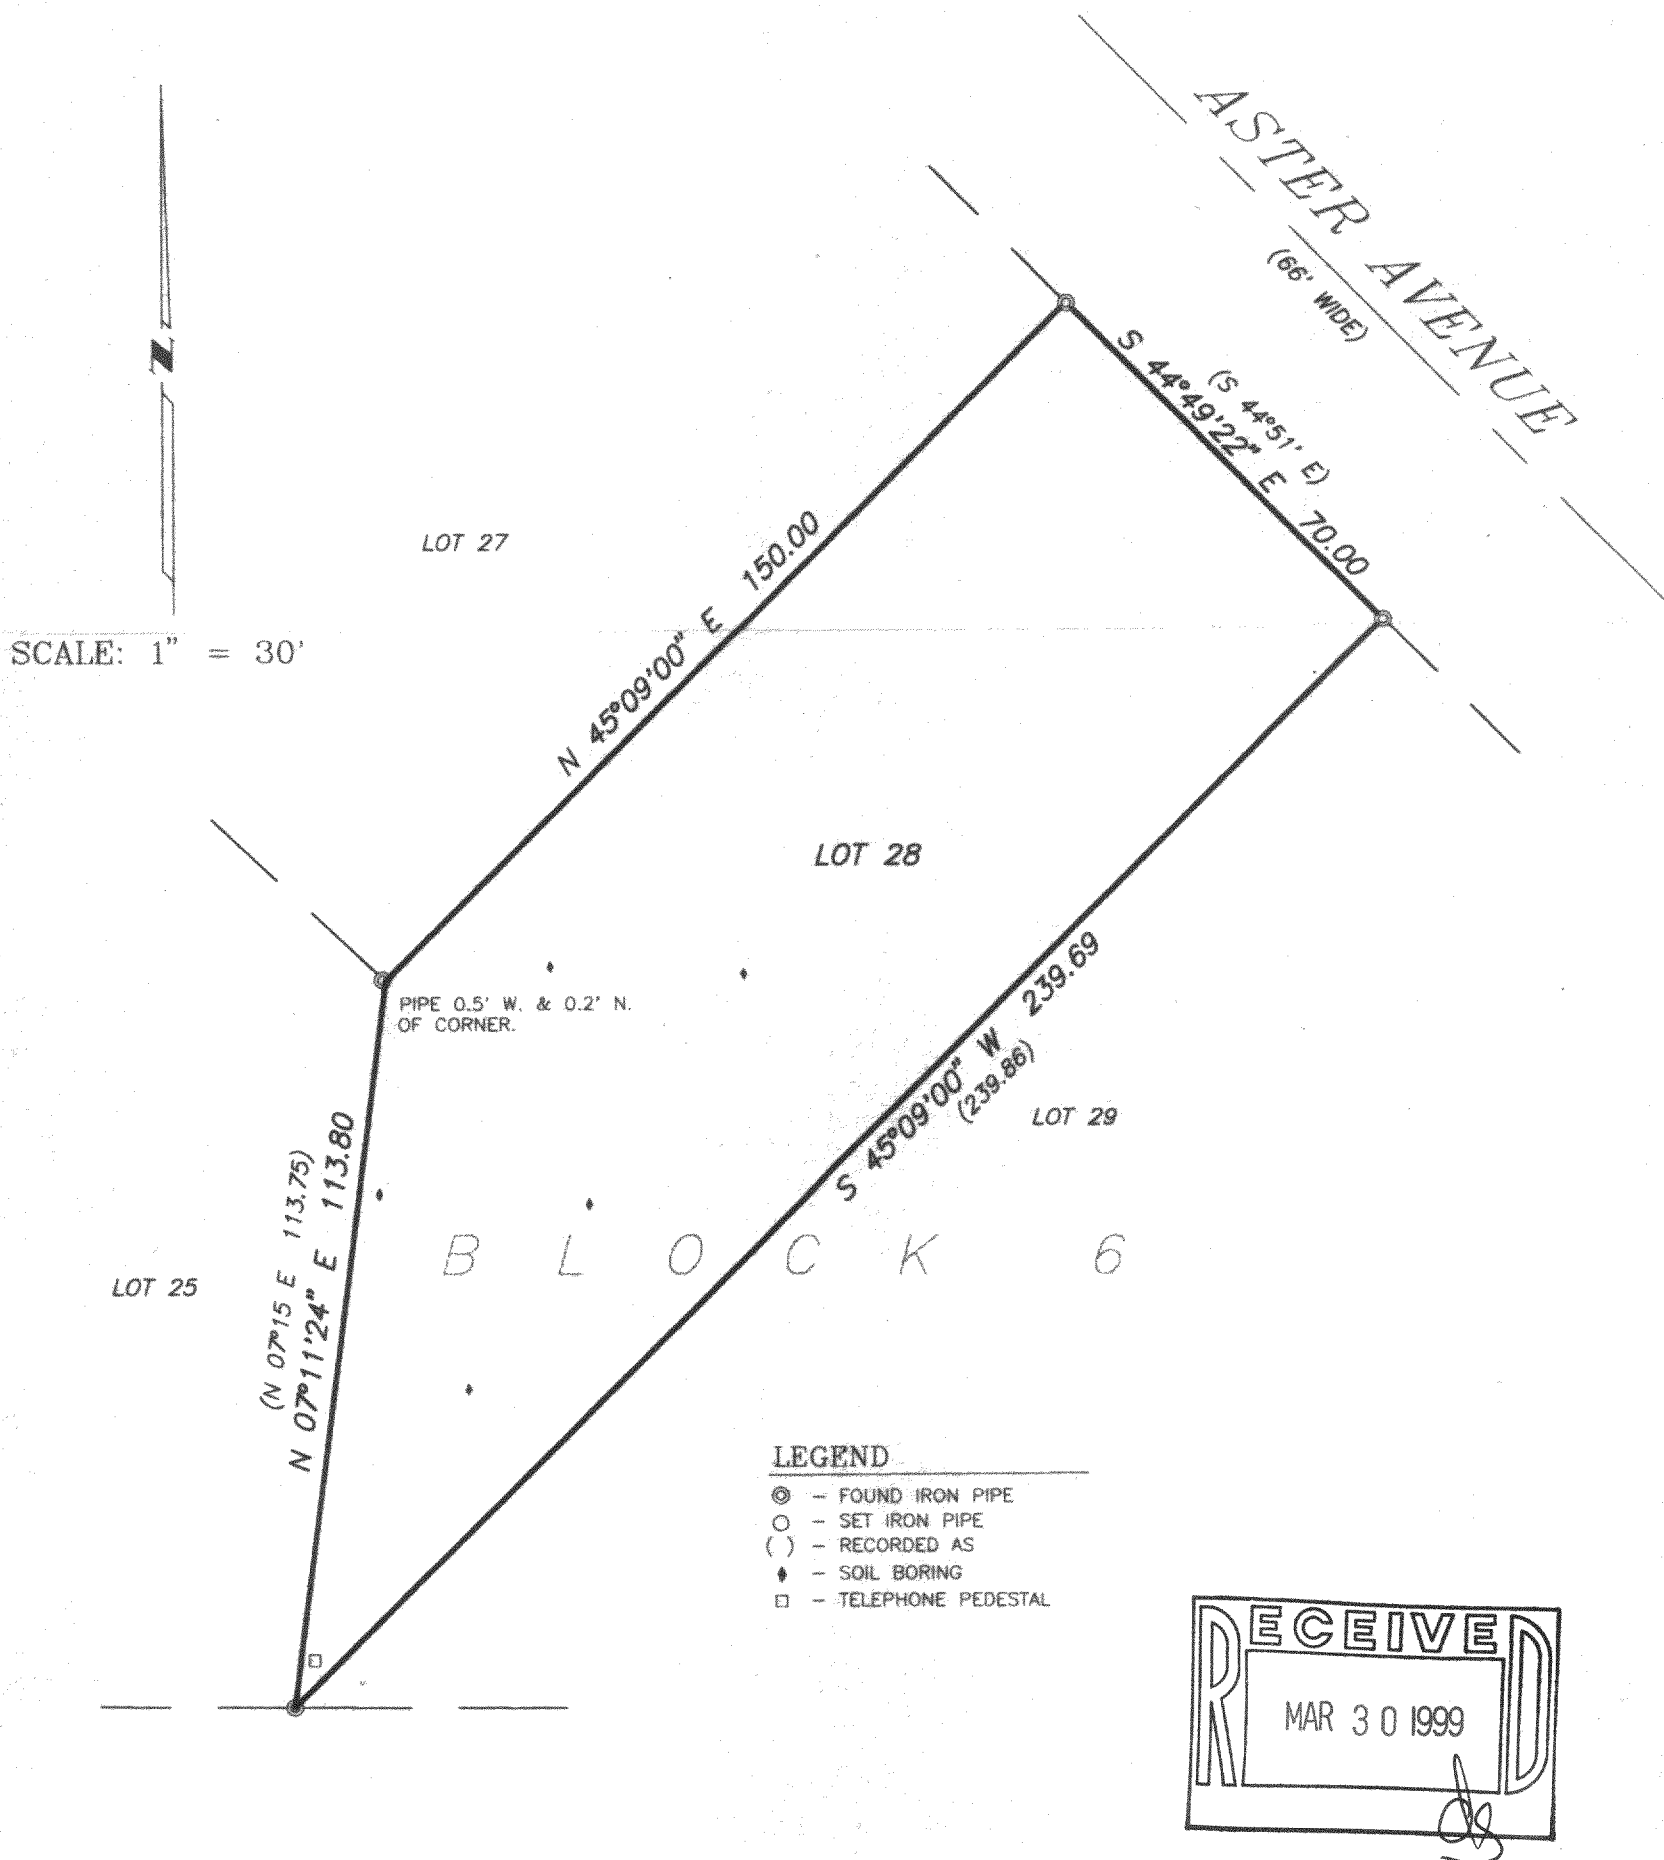 ASTER AVENUE
(66' WIDE)
S 44°49'22" E 70.00
(S 44°51' E)
N 45°09'00" E 150.00
LOT 27
N
SCALE: 1" = 30'
LOT 28
PIPE 0.5' W. & 0.2' N.
OF CORNER.
S 45°09'00" W 239.69
(239.86)
LOT 29
N 07°11'24" E 113.80
(N 07°15 E 113.75)
BLOCK 6
LOT 25
LEGEND
– FOUND IRON PIPE
– SET IRON PIPE
( ) – RECORDED AS
– SOIL BORING
– TELEPHONE PEDESTAL
RECEIVED
MAR 30 1999